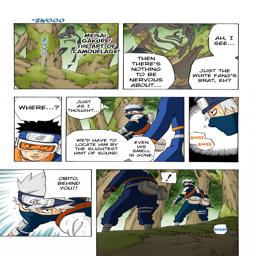 *SWOOO
MEISAI
GAKURE!
THE ART OF
CAMOUFLAGE!
THEN
THERE'S
NOTHING
TO BE
NERVOUS
ABOUT...
AH, I
SEE...
JUST THE
WHITE FANG'S
BRAT, EH?
WHERE...?
JUST
AS I
THOUGHT..
WE'D HAVE TO
LOCATE HIM BY
THE SLIGHTEST
HINT OF SOUND.
EVEN
HIS
SMELL
IS GONE.
OBITO,
BEHIND
YOU!!
!